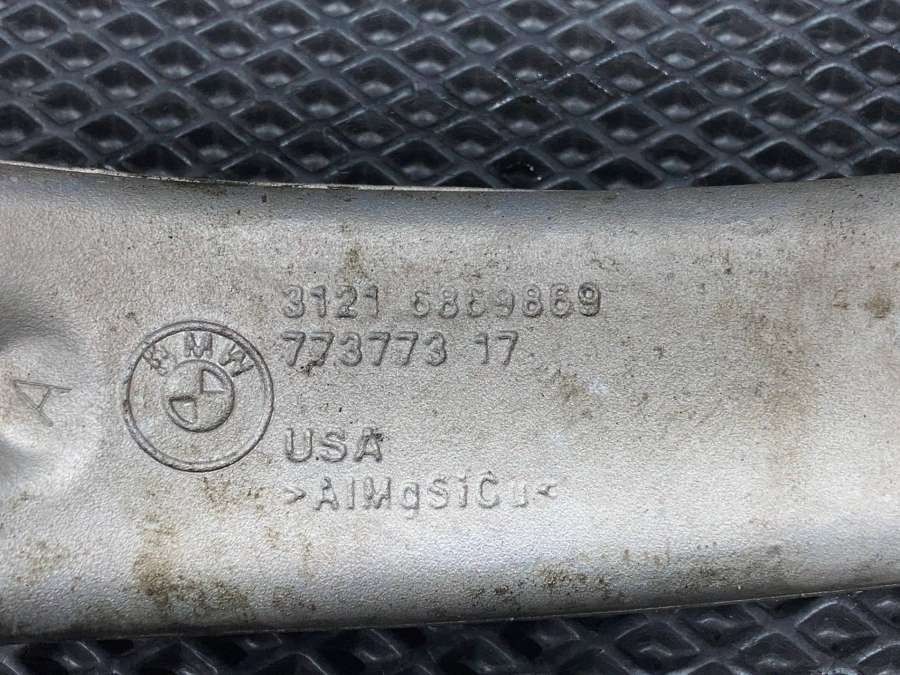 3121 6869869
773773 17
BMW
A
USA
>AlMgSiCu<